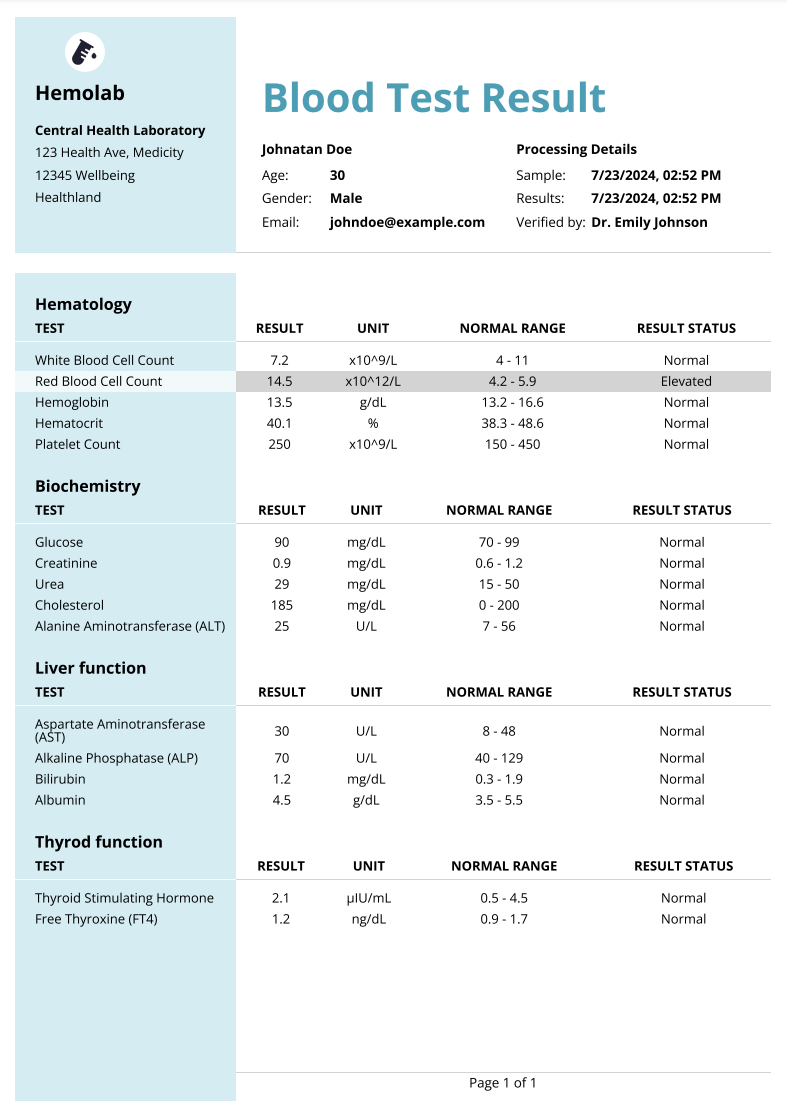 Hemolab
Central Health Laboratory
123 Health Ave, Medicity
12345 Wellbeing
Healthland
Blood Test Result
Johnatan Doe
Age: 30
Gender: Male
Email: johndoe@example.com
Processing Details
Sample: 7/23/2024, 02:52 PM
Results: 7/23/2024, 02:52 PM
Verified by: Dr. Emily Johnson
Hematology
TEST RESULT UNIT NORMAL RANGE RESULT STATUS
White Blood Cell Count 7.2 x10^9/L 4 - 11 Normal
Red Blood Cell Count 14.5 x10^12/L 4.2 - 5.9 Elevated
Hemoglobin 13.5 g/dL 13.2 - 16.6 Normal
Hematocrit 40.1 % 38.3 - 48.6 Normal
Platelet Count 250 x10^9/L 150 - 450 Normal
Biochemistry
TEST RESULT UNIT NORMAL RANGE RESULT STATUS
Glucose 90 mg/dL 70 - 99 Normal
Creatinine 0.9 mg/dL 0.6 - 1.2 Normal
Urea 29 mg/dL 15 - 50 Normal
Cholesterol 185 mg/dL 0 - 200 Normal
Alanine Aminotransferase (ALT) 25 U/L 7 - 56 Normal
Liver function
TEST RESULT UNIT NORMAL RANGE RESULT STATUS
Aspartate Aminotransferase
(AST) 30 U/L 8 - 48 Normal
Alkaline Phosphatase (ALP) 70 U/L 40 - 129 Normal
Bilirubin 1.2 mg/dL 0.3 - 1.9 Normal
Albumin 4.5 g/dL 3.5 - 5.5 Normal
Thyrod function
TEST RESULT UNIT NORMAL RANGE RESULT STATUS
Thyroid Stimulating Hormone 2.1 µIU/mL 0.5 - 4.5 Normal
Free Thyroxine (FT4) 1.2 ng/dL 0.9 - 1.7 Normal
Page 1 of 1